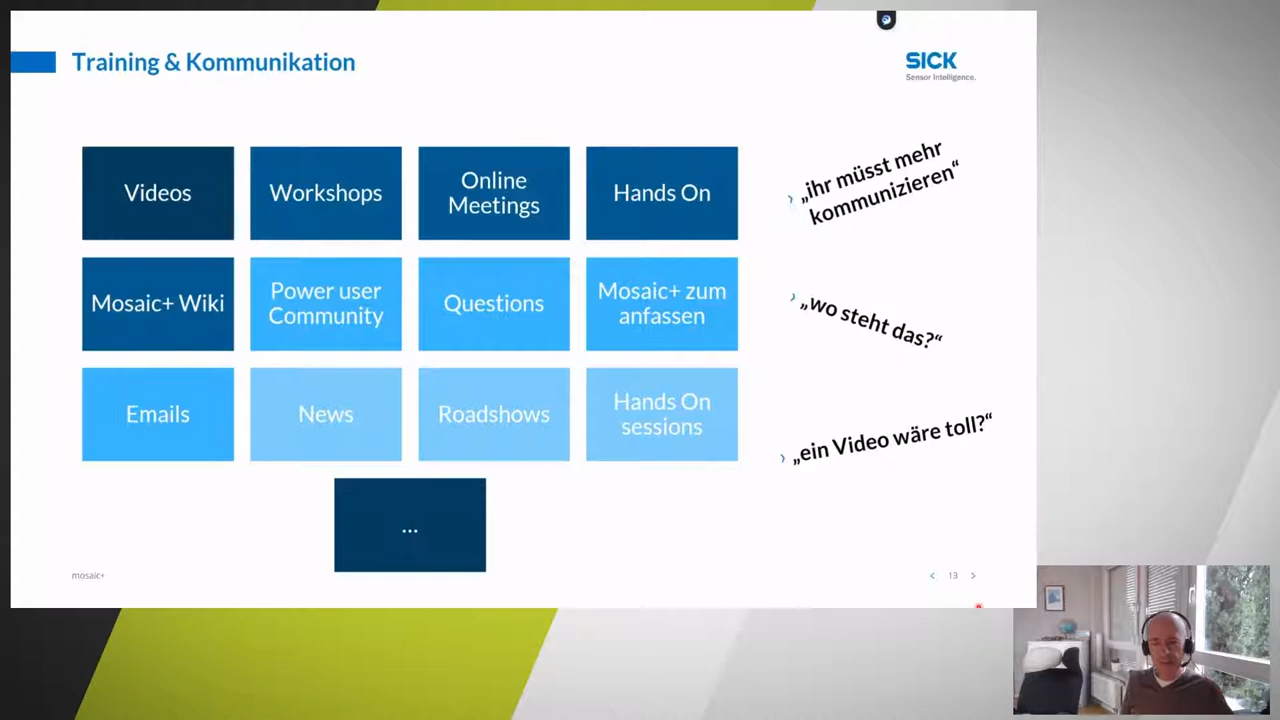 Training & Kommunikation
SICK
Sensor Intelligence.
Videos
Workshops
Online
Meetings
Hands On
Mosaic+ Wiki
Power user
Community
Questions
Mosaic+ zum
anfassen
Emails
News
Roadshows
Hands On
sessions
...
„ihr müsst mehr
kommunizieren“
„wo steht das?“
„ein Video wäre toll?“
mosaic+
13